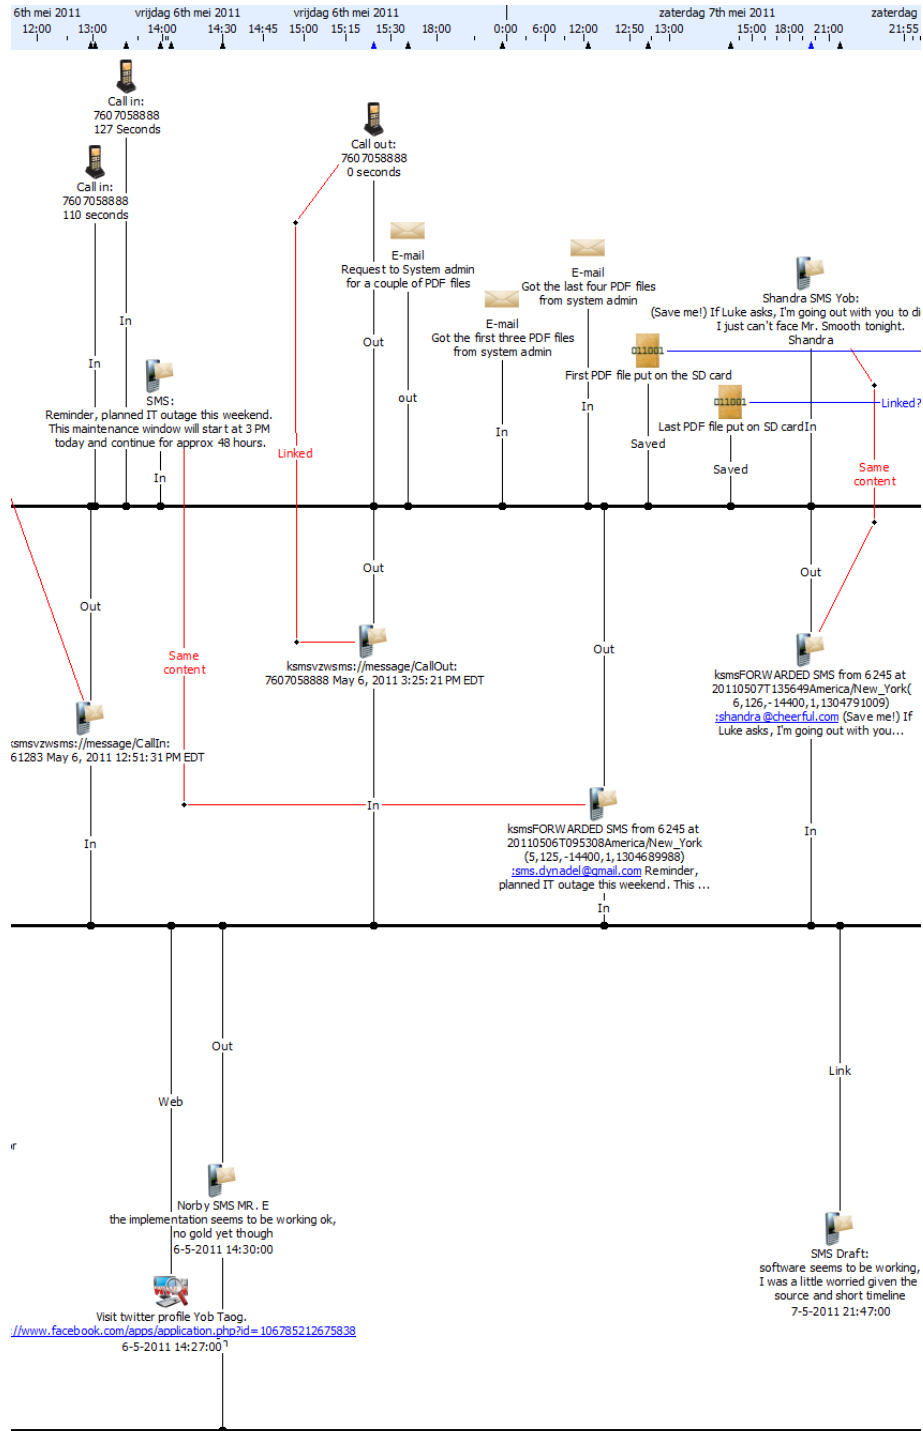 6th mei 2011
vrijdag 6th mei 2011
vrijdag 6th mei 2011
zaterdag 7th mei 2011
zaterdag
12:00 13:00 14:00 14:30 14:45 15:00 15:15 15:30 18:00 0:00 6:00 12:00 12:50 13:00 15:00 18:00 21:00 21:55
Call in:
7607058888
127 Seconds
Call in:
7607058888
110 seconds
Call out:
7607058888
0 seconds
E-mail
Request to System admin
for a couple of PDF files
E-mail
Got the first three PDF files
from system admin
E-mail
Got the last four PDF files
from system admin
011001
First PDF file put on the SD card
011001
Last PDF file put on SD card
Shandra SMS Yob:
(Save me!) If Luke asks, I'm going out with you to di
I just can't face Mr. Smooth tonight.
Shandra
SMS:
Reminder, planned IT outage this weekend.
This maintenance window will start at 3 PM
today and continue for approx 48 hours.
In
In
In
Out
out
In
In
Saved
Saved
In
Linked
Linked?
Same
content
Out
Out
Out
Out
Same
content
ksmsvzwsms://message/CallIn:
61283 May 6, 2011 12:51:31 PM EDT
ksmsvzwsms://message/CallOut:
7607058888 May 6, 2011 3:25:21 PM EDT
ksmsFORWARDED SMS from 6245 at
20110507T135649America/New_York(
6,126,-14400,1,1304791009)
:shandra@cheerful.com (Save me!) If
Luke asks, I'm going out with you...
ksmsFORWARDED SMS from 6245 at
20110506T095308America/New_York
(5,125,-14400,1,1304689988)
:sms.dynadel@gmail.com Reminder,
planned IT outage this weekend. This ...
In
In
In
In
Out
Web
Link
or
Norby SMS MR. E
the implementation seems to be working ok,
no gold yet though
6-5-2011 14:30:00
Visit twitter profile Yob Taog.
://www.facebook.com/apps/application.php?id=106785212675838
6-5-2011 14:27:00
SMS Draft:
software seems to be working,
I was a little worried given the
source and short timeline
7-5-2011 21:47:00